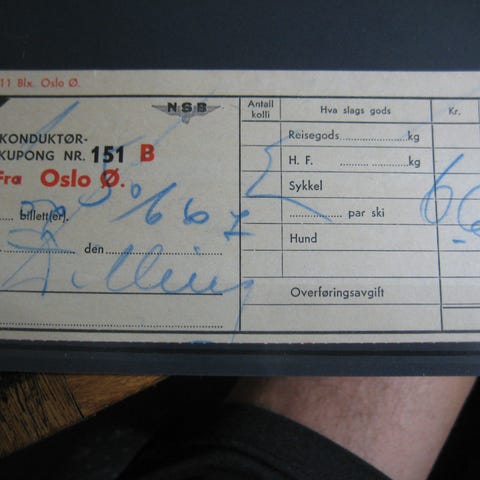 11 Blx. Oslo Ø.
NSB
KONDUKTØR-
KUPONG NR. 151 B
Fra Oslo Ø.
billett(er).
den
Antall kolli
Hva slags gods
Kr.
Reisegods kg
H. F. kg
Sykkel
par ski
Hund
Overføringsavgift